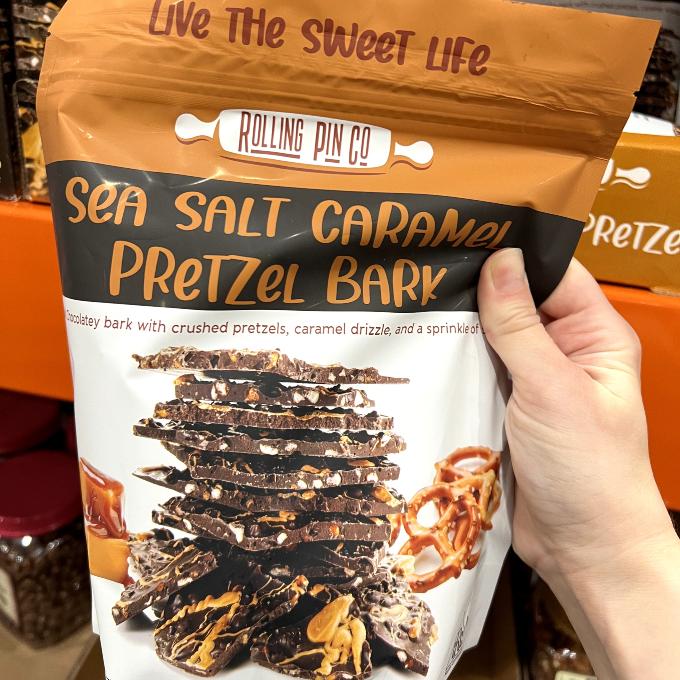 LIVE THE SWEET LIFE
ROLLING PIN CO
SEA SALT CARAMEL
PRETZEL BARK
chocolatey bark with crushed pretzels, caramel drizzle, and a sprinkle of
PRETZE